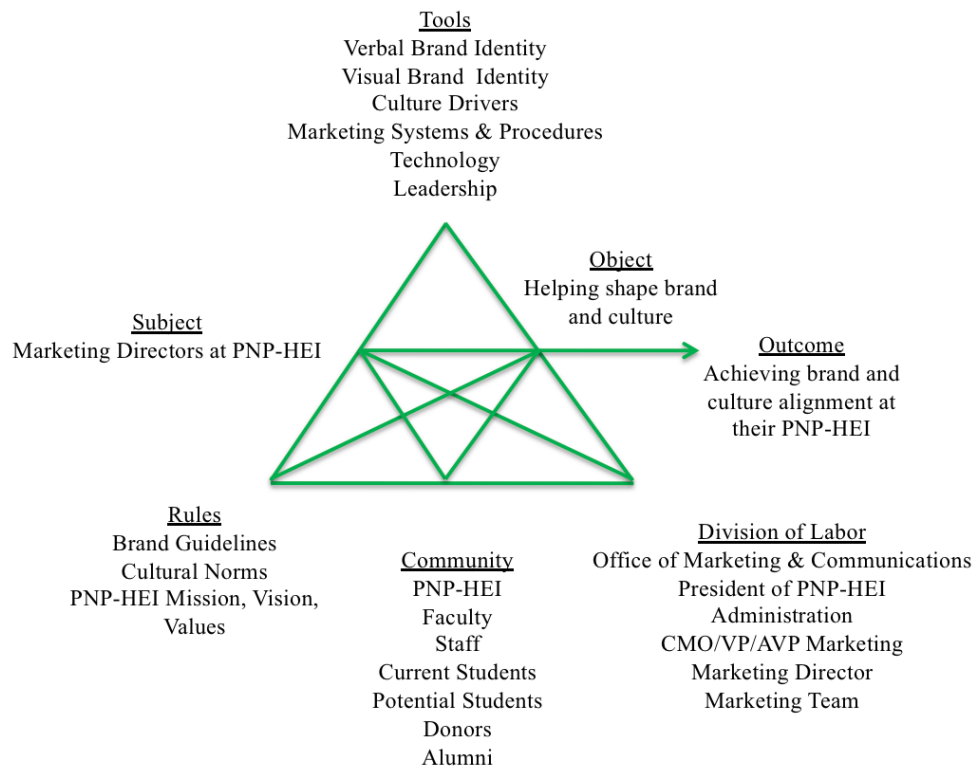 Tools
Verbal Brand Identity
Visual Brand Identity
Culture Drivers
Marketing Systems & Procedures
Technology
Leadership
Object
Helping shape brand
and culture
Subject
Marketing Directors at PNP-HEI
Outcome
Achieving brand and
culture alignment at
their PNP-HEI
Rules
Brand Guidelines
Cultural Norms
PNP-HEI Mission, Vision,
Values
Community
PNP-HEI
Faculty
Staff
Current Students
Potential Students
Donors
Alumni
Division of Labor
Office of Marketing & Communications
President of PNP-HEI
Administration
CMO/VP/AVP Marketing
Marketing Director
Marketing Team